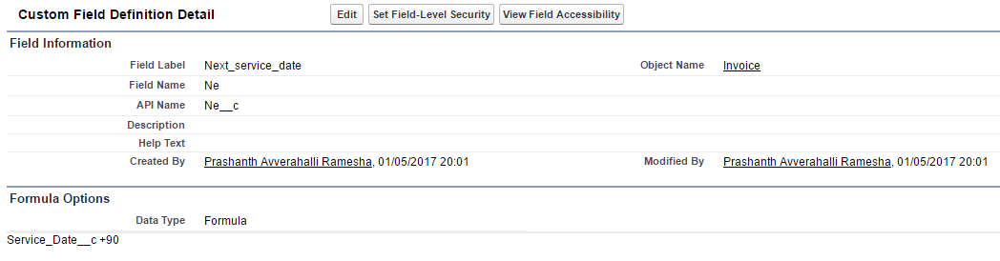 Custom Field Definition Detail Edit Set Field-Level Security View Field Accessibility
Field Information
Field Label Next_service_date Object Name Invoice
Field Name Ne
API Name Ne__c
Description
Help Text
Created By Prashanth Avverahalli Ramesha, 01/05/2017 20:01 Modified By Prashanth Avverahalli Ramesha, 01/05/2017 20:01
Formula Options
Data Type Formula
Service_Date__c +90